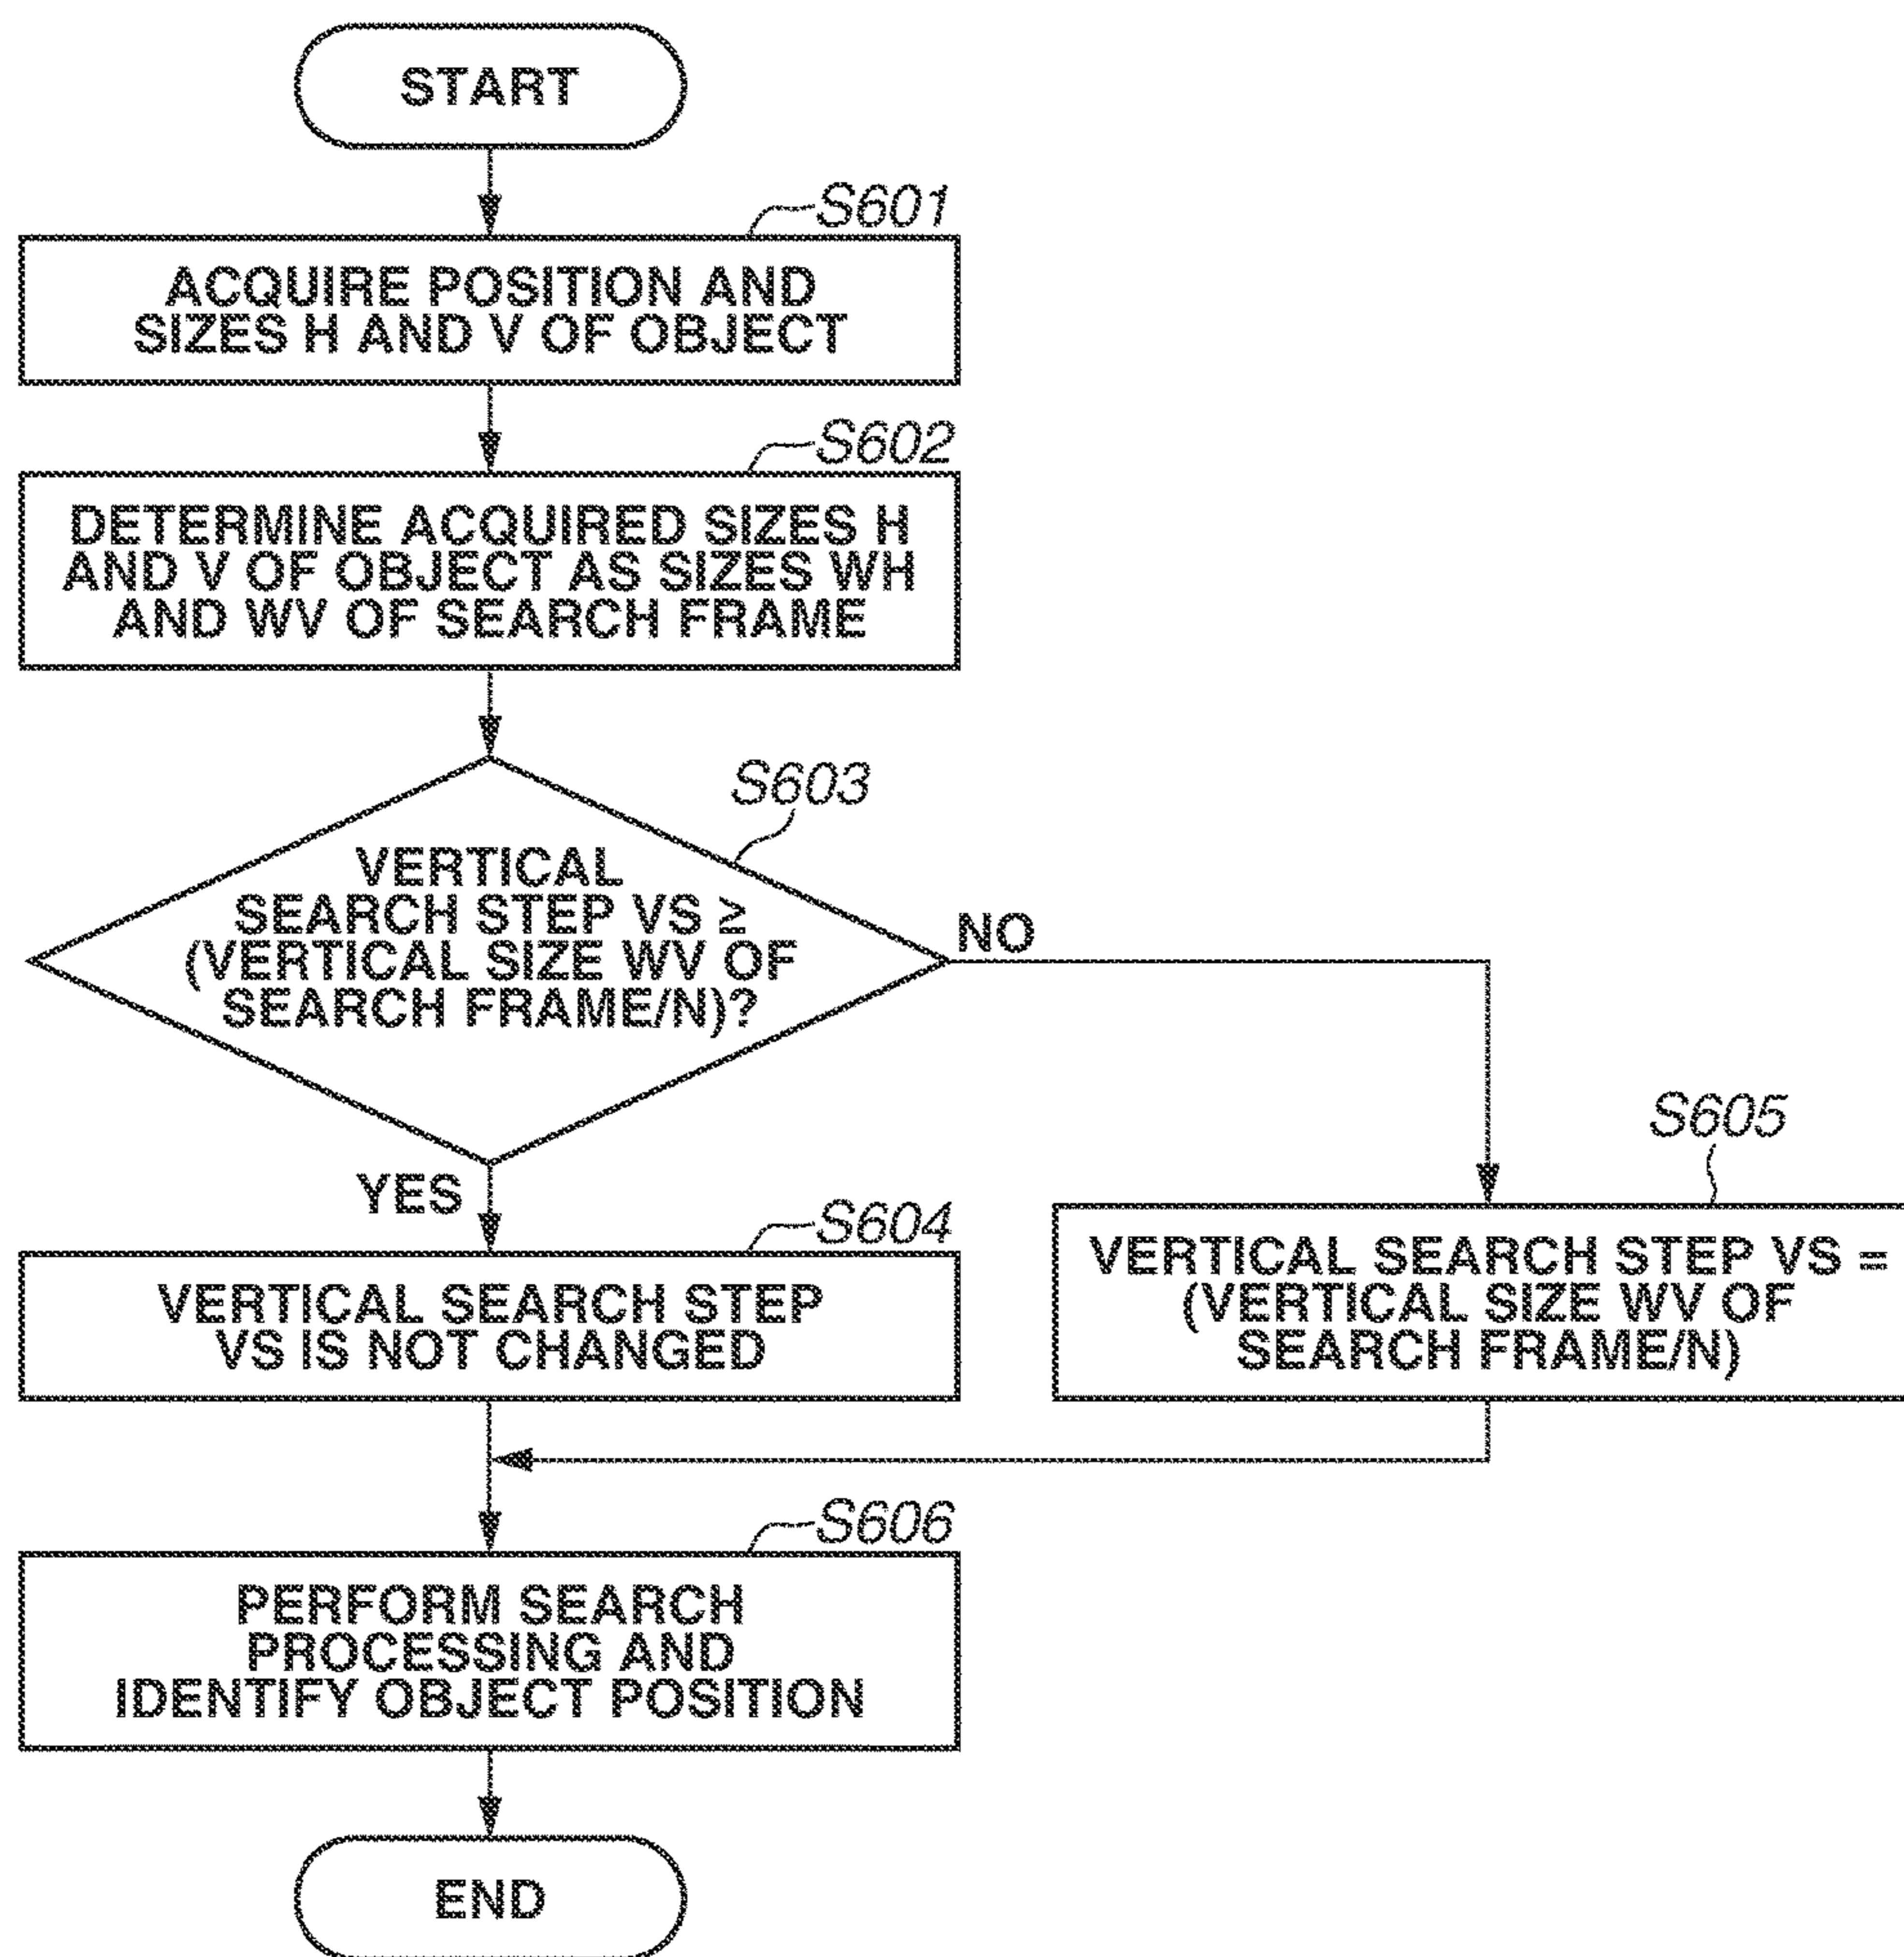 START
S601
ACQUIRE POSITION AND
SIZES H AND V OF OBJECT
S602
DETERMINE ACQUIRED SIZES H
AND V OF OBJECT AS SIZES WH
AND WV OF SEARCH FRAME
S603
VERTICAL
SEARCH STEP VS ≥
(VERTICAL SIZE WV OF
SEARCH FRAME/N)?
NO
YES
S604
VERTICAL SEARCH STEP
VS IS NOT CHANGED
S605
VERTICAL SEARCH STEP VS =
(VERTICAL SIZE WV OF
SEARCH FRAME/N)
S606
PERFORM SEARCH
PROCESSING AND
IDENTIFY OBJECT POSITION
END